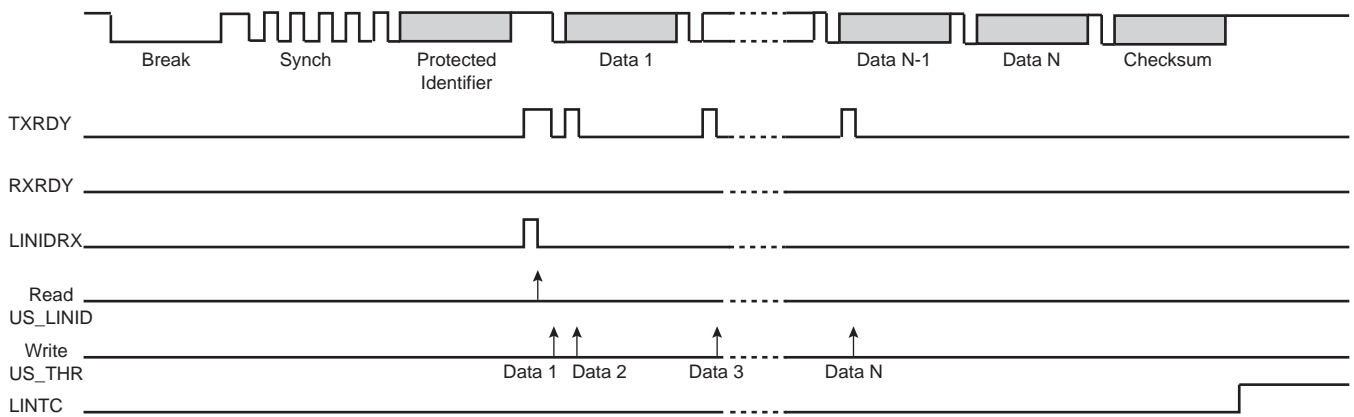 Break Synch Protected Data 1 Data N-1 Data N Checksum
Identifier
TXRDY
RXRDY
LINIDRX
Read
US_LINID
Write
US_THR Data 1 Data 2 Data 3 Data N
LINTC